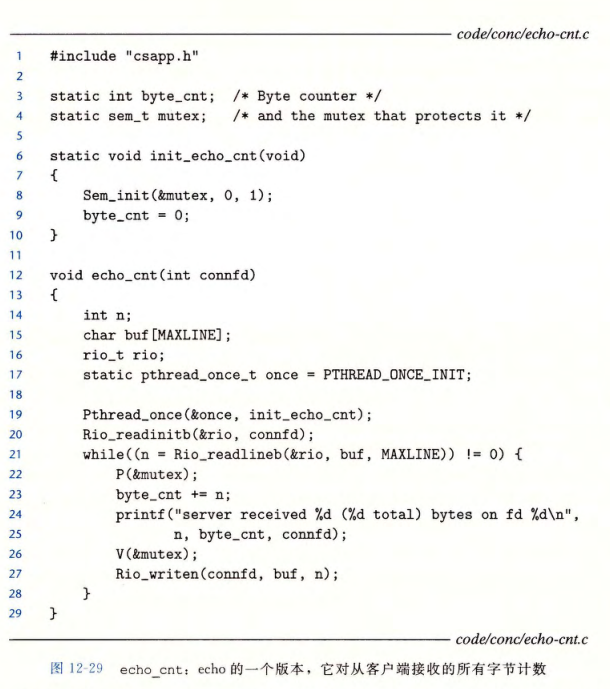 code/conc/echo-cnt.c
1 #include "csapp.h"
2
3 static int byte_cnt; /* Byte counter */
4 static sem_t mutex; /* and the mutex that protects it */
5
6 static void init_echo_cnt(void)
7 {
8 Sem_init(&mutex, 0, 1);
9 byte_cnt = 0;
10 }
11
12 void echo_cnt(int connfd)
13 {
14 int n;
15 char buf[MAXLINE];
16 rio_t rio;
17 static pthread_once_t once = PTHREAD_ONCE_INIT;
18
19 Pthread_once(&once, init_echo_cnt);
20 Rio_readinitb(&rio, connfd);
21 while((n = Rio_readlineb(&rio, buf, MAXLINE)) != 0) {
22 P(&mutex);
23 byte_cnt += n;
24 printf("server received %d (%d total) bytes on fd %d\n",
25 n, byte_cnt, connfd);
26 V(&mutex);
27 Rio_writen(connfd, buf, n);
28 }
29 }
code/conc/echo-cnt.c
图 12-29 echo_cnt：echo 的一个版本，它对从客户端接收的所有字节计数